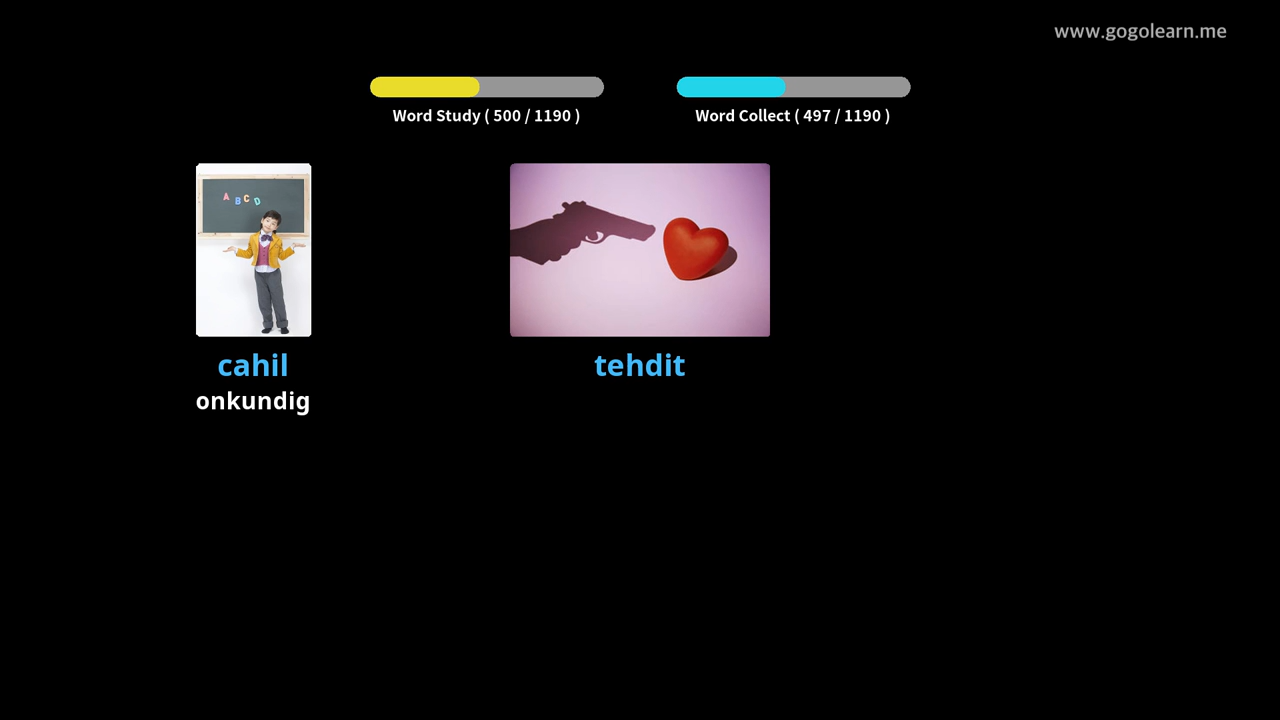 www.gogolearn.me
Word Study ( 500 / 1190 )
Word Collect ( 497 / 1190 )
A B C D
cahil
onkundig
tehdit